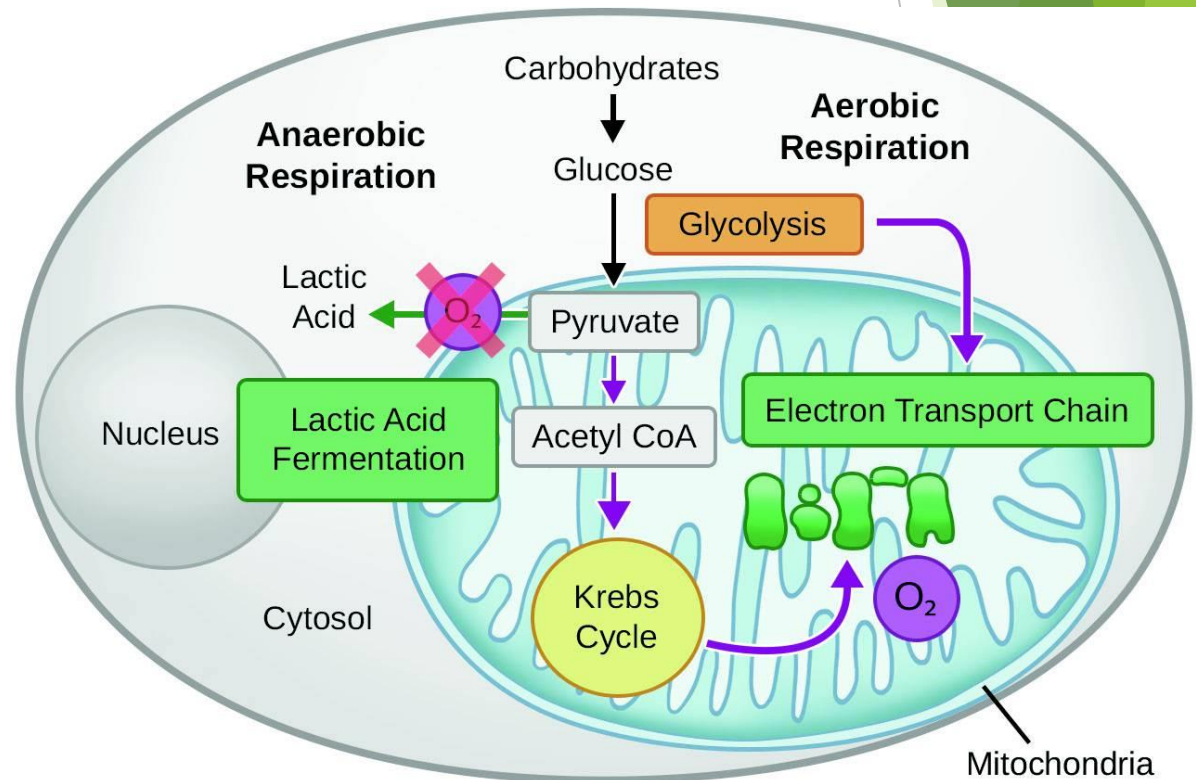 Carbohydrates
Anaerobic
Respiration
Aerobic
Respiration
Glucose
Glycolysis
Lactic
Acid
O₂
Pyruvate
Nucleus
Lactic Acid
Fermentation
Acetyl CoA
Electron Transport Chain
Krebs
Cycle
O₂
Cytosol
Mitochondria